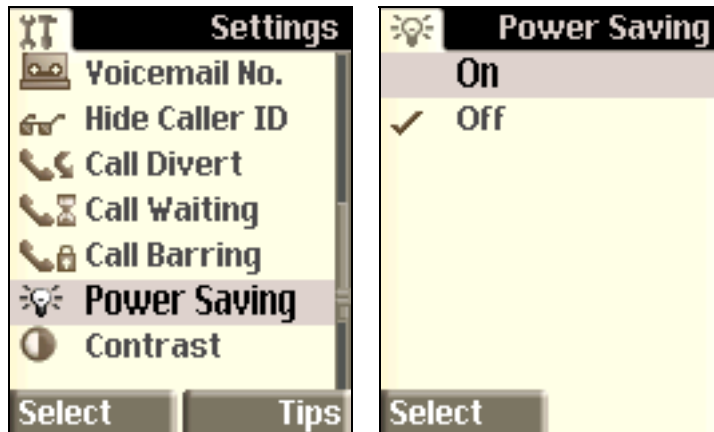 Settings
Voicemail No.
Hide Caller ID
Call Divert
Call Waiting
Call Barring
Power Saving
Contrast
Select
Tips
Power Saving
On
Off
Select